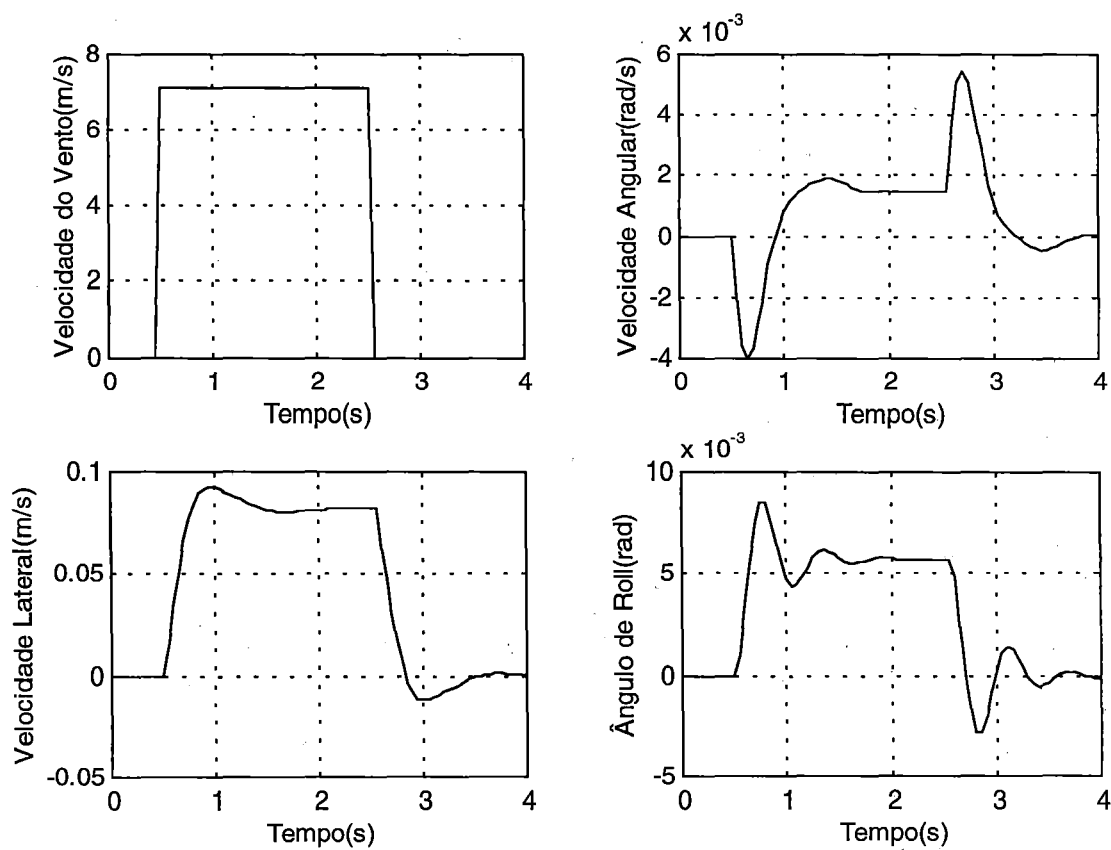 Velocidade do Vento(m/s)
8
6
4
2
0
0 1 2 3 4
Tempo(s)
x 10-3
Velocidade Angular(rad/s)
6
4
2
0
-2
-4
0 1 2 3 4
Tempo(s)
Velocidade Lateral(m/s)
0.1
0.05
0
-0.05
0 1 2 3 4
Tempo(s)
x 10-3
Ângulo de Roll(rad)
10
5
0
-5
0 1 2 3 4
Tempo(s)